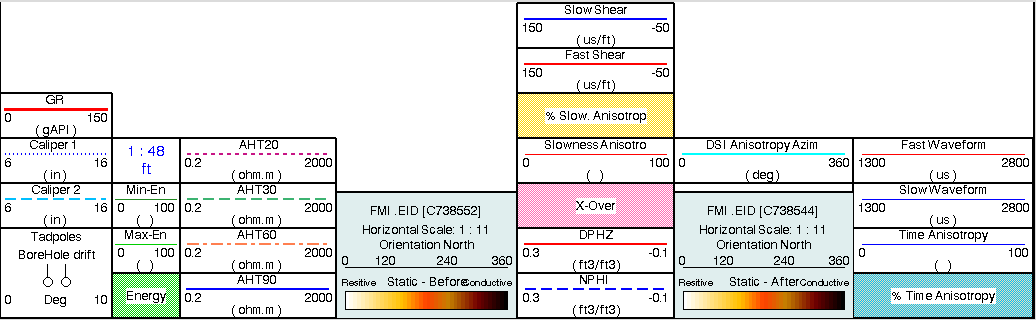 Slow Shear
150 -50
( us/ft)
Fast Shear
150 -50
( us/ft)
% Slow. Anisotrop
GR
0 150
( gAPI )
Caliper 1
6 16
( in )
Caliper 2
6 16
( in )
Tadpoles
BoreHole drift
0 Deg 10
1 : 48
ft
Min-En
0 100
( )
Max-En
0 100
( )
Energy
AHT20
0.2 2000
( ohm.m )
AHT30
0.2 2000
( ohm.m )
AHT60
0.2 2000
( ohm.m )
AHT90
0.2 2000
( ohm.m )
FMI .EID [C738552]
Horizontal Scale: 1 : 11
Orientation North
0 120 240 360
Resitive Static - Before Conductive
Slowness Anisotro
0 100
( )
X-Over
DPHZ
0.3 -0.1
( ft3/ft3)
NPHI
0.3 -0.1
( ft3/ft3)
DSI Anisotropy Azim
0 360
( deg)
FMI .EID [C738544]
Horizontal Scale: 1 : 11
Orientation North
0 120 240 360
Resitive Static - After Conductive
Fast Waveform
1300 2800
( us )
Slow Waveform
1300 2800
( us )
Time Anisotropy
0 100
( )
% Time Anisotropy